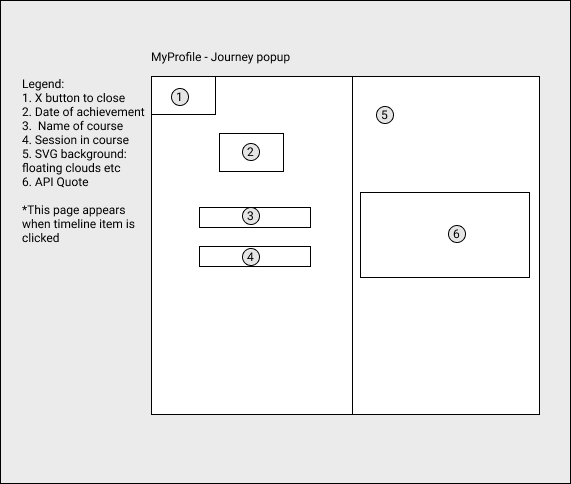 MyProfile - Journey popup
Legend:
1. X button to close
2. Date of achievement
3.  Name of course
4. Session in course
5. SVG background:
floating clouds etc
6. API Quote
*This page appears
when timeline item is
clicked
1
2
3
4
5
6